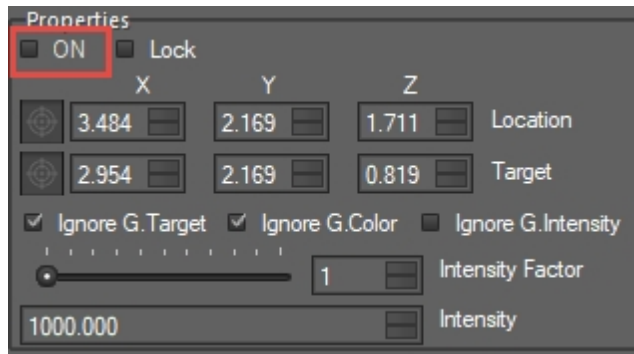 Properties
ON Lock
X Y Z
3.484 2.169 1.711 Location
2.954 2.169 0.819 Target
Ignore G.Target Ignore G.Color Ignore G.Intensity
1 Intensity Factor
1000.000 Intensity